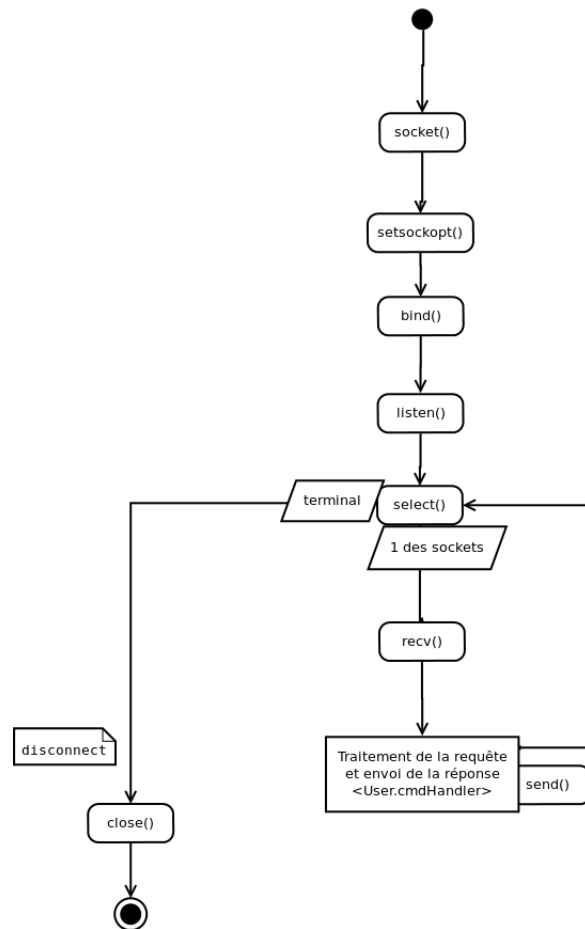 socket()
setsockopt()
bind()
listen()
terminal
select()
1 des sockets
recv()
disconnect
Traitement de la requête
et envoi de la réponse
<User.cmdHandler>
send()
close()